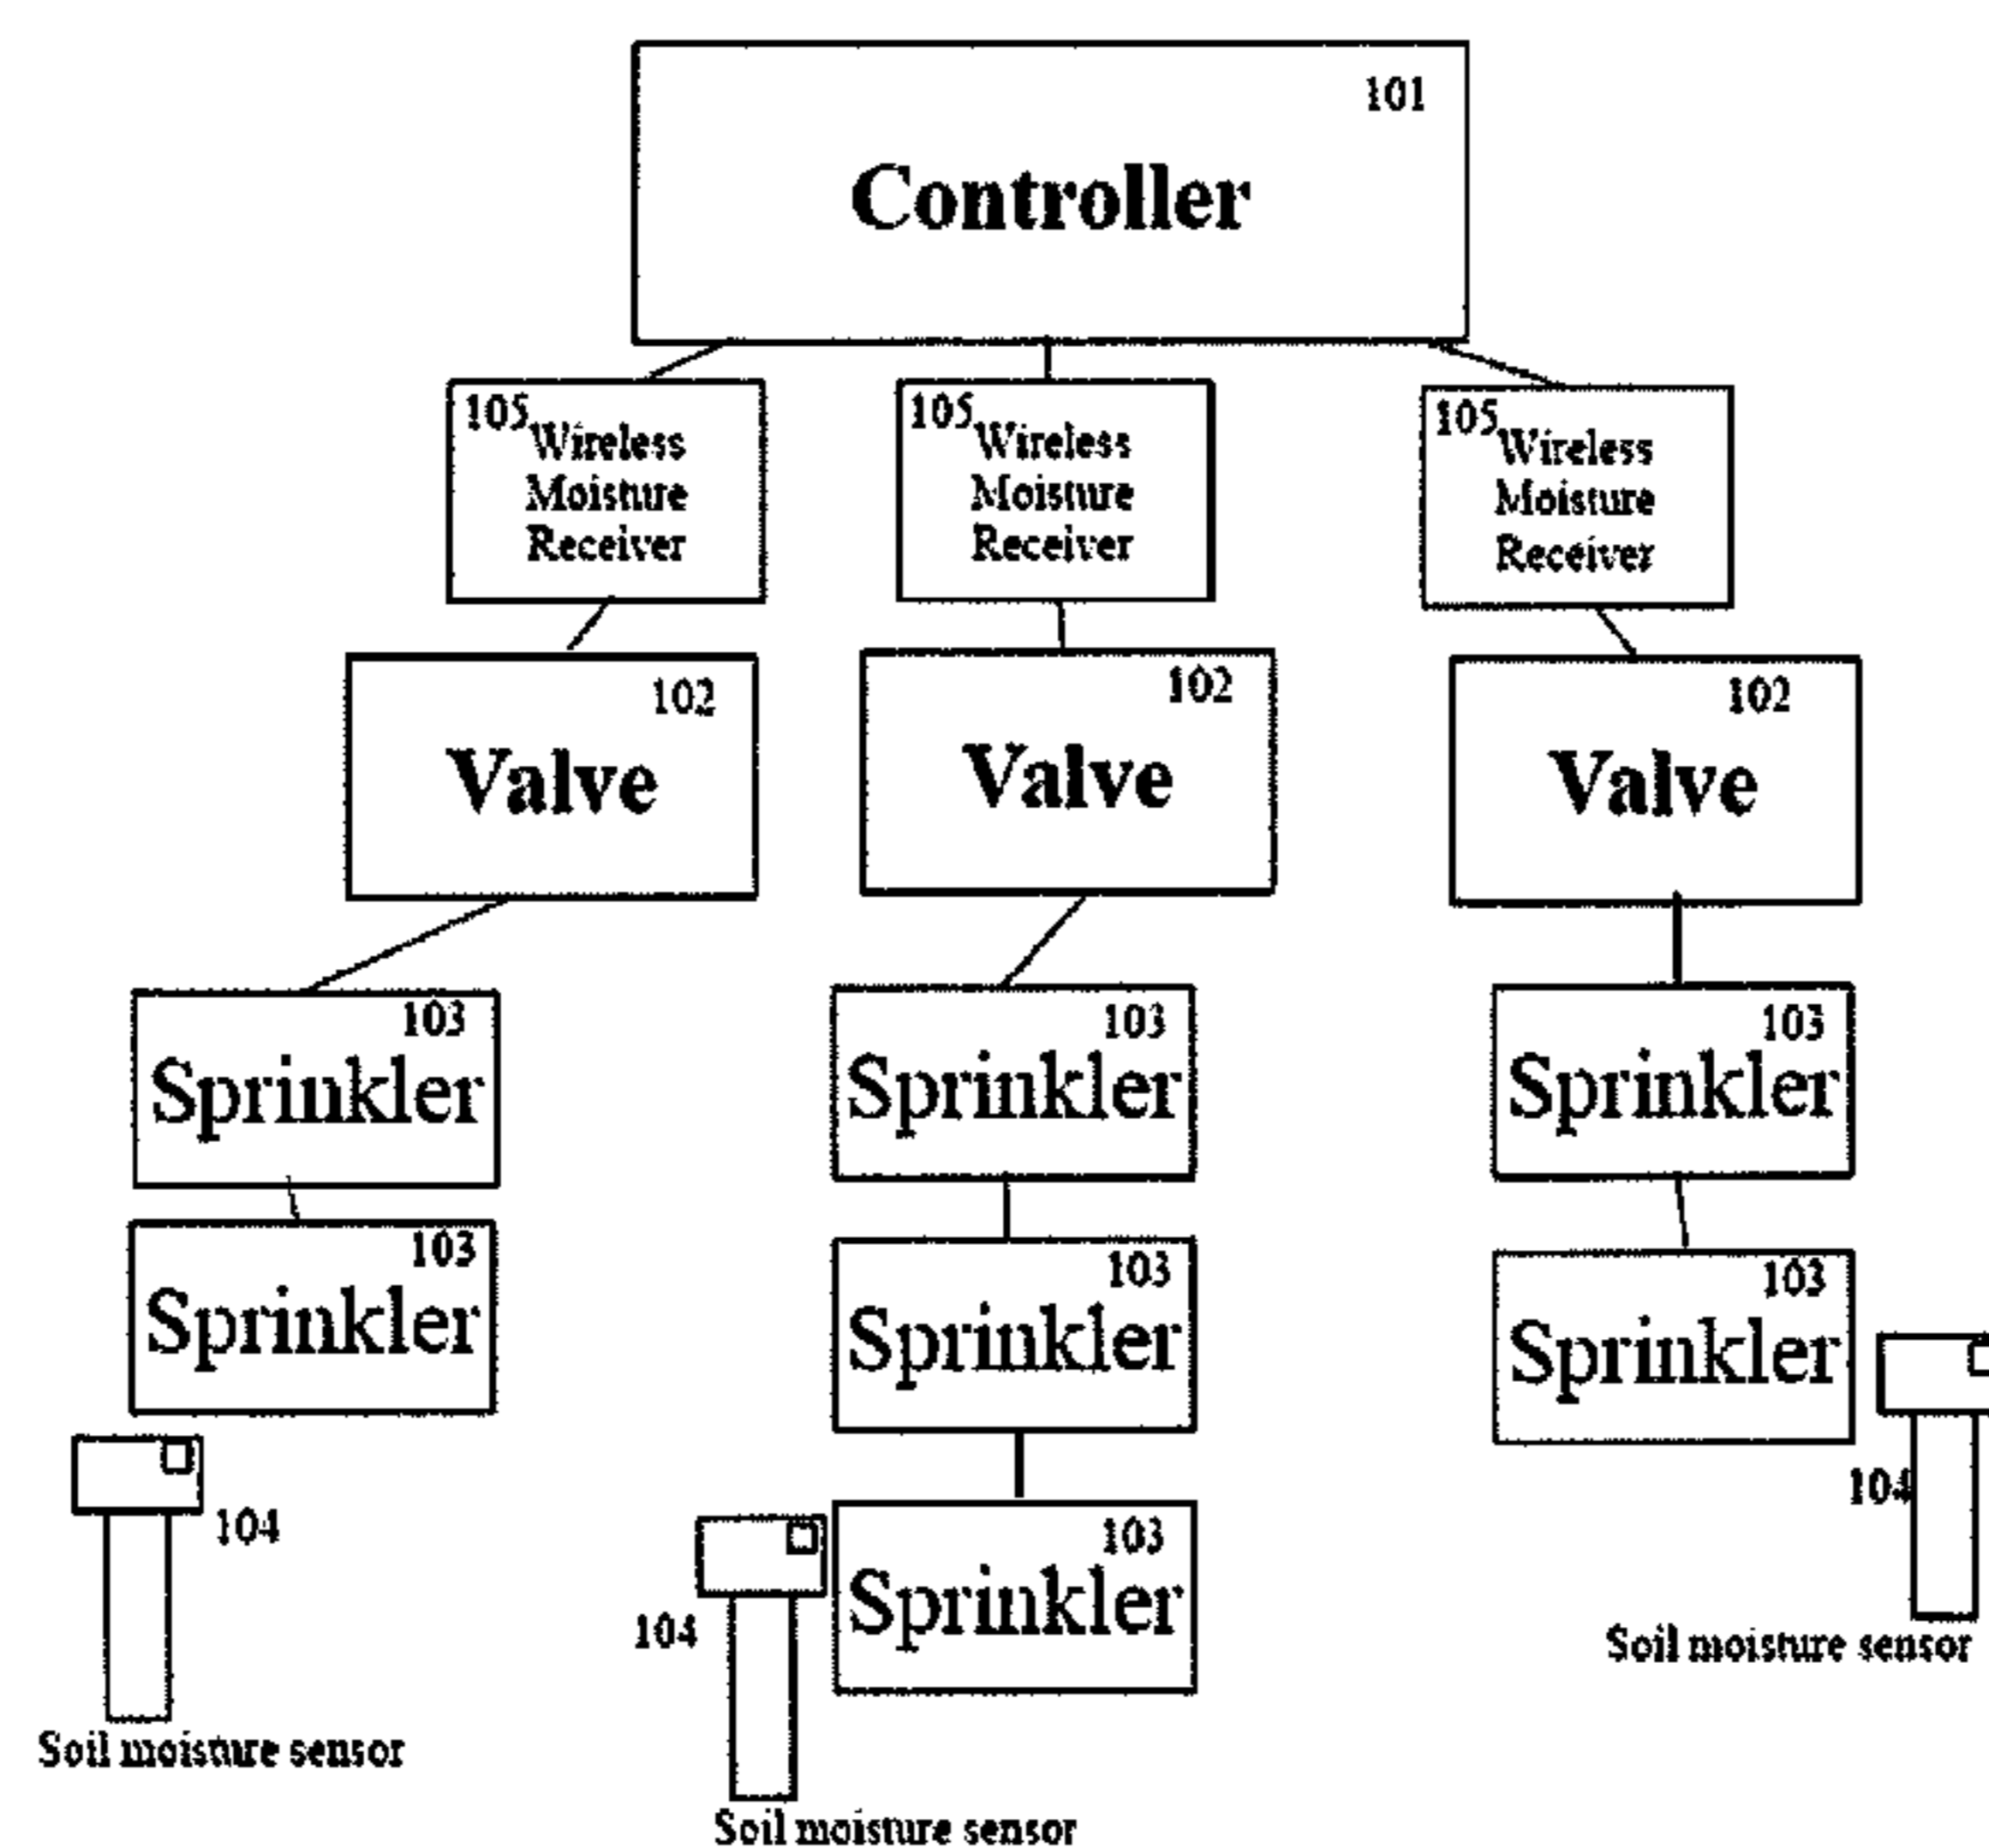 101
Controller
105 Wireless
Moisture
Receiver
105 Wireless
Moisture
Receiver
105 Wireless
Moisture
Receiver
102
Valve
102
Valve
102
Valve
103
Sprinkler
103
Sprinkler
103
Sprinkler
103
Sprinkler
103
Sprinkler
103
Sprinkler
104
Soil moisture sensor
104
103
Sprinkler
Soil moisture sensor
104
Soil moisture sensor